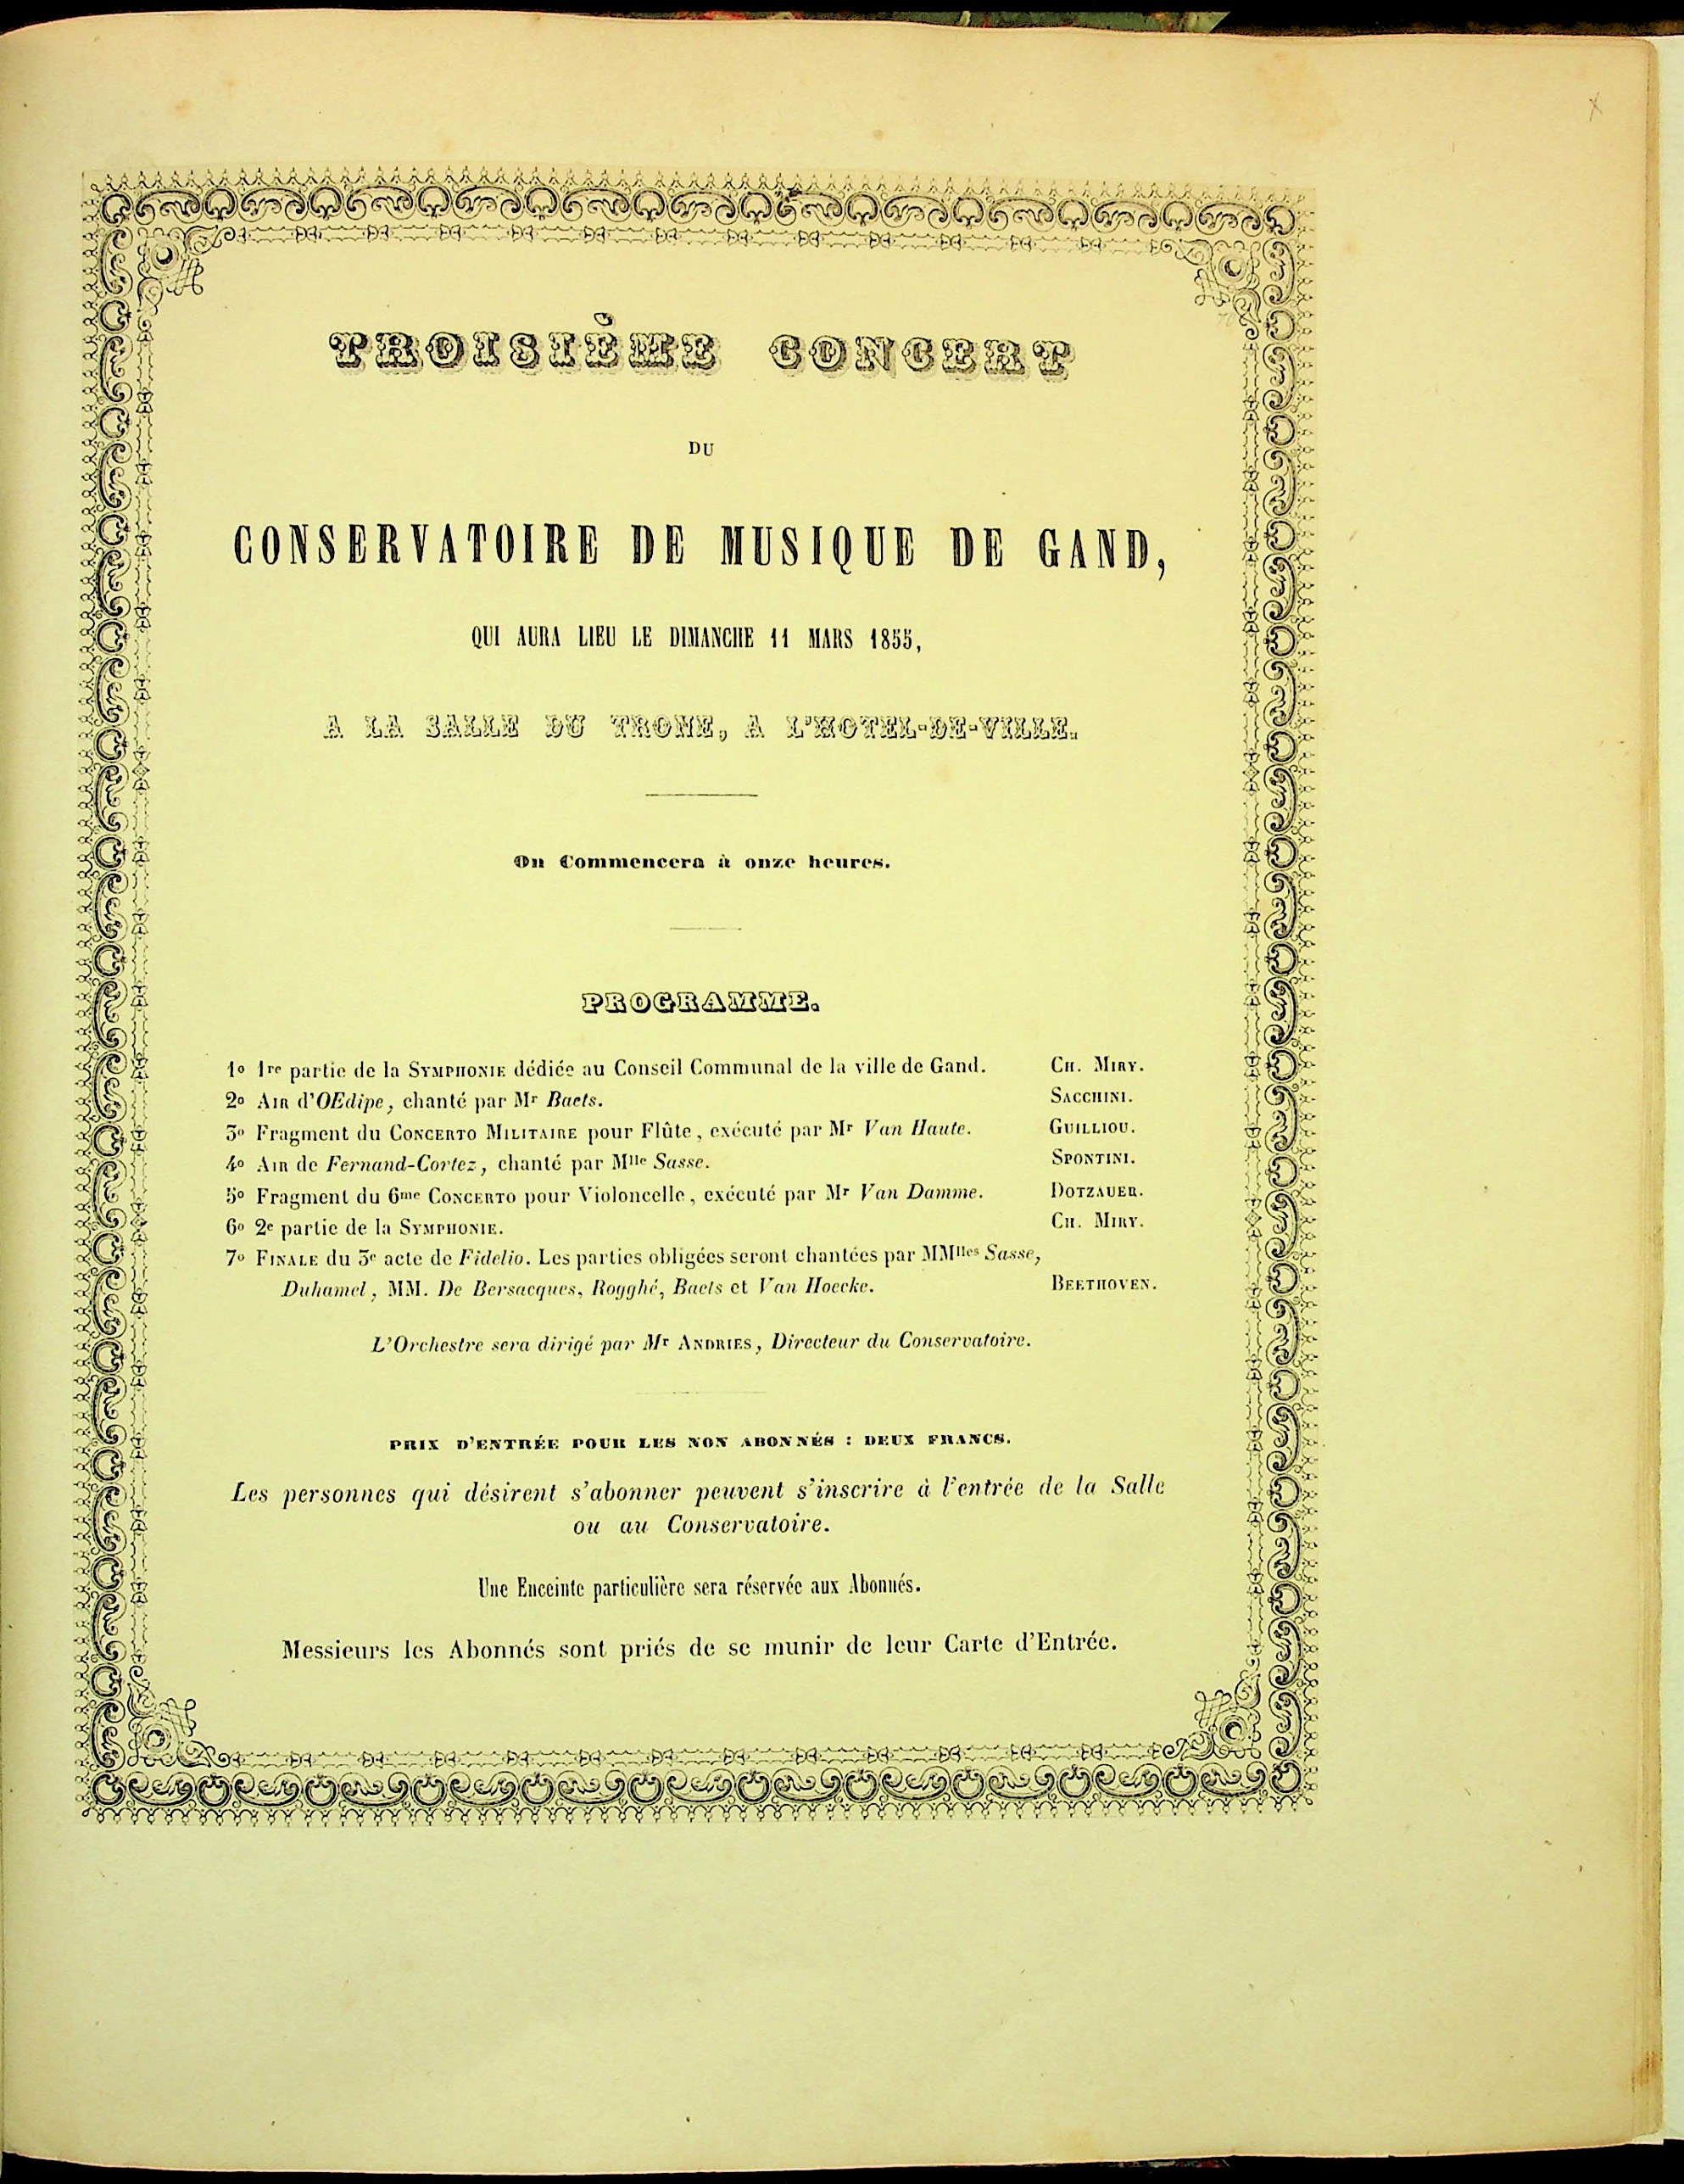 TROISIÈME CONCERT
DU
CONSERVATOIRE DE MUSIQUE DE GAND,
QUI AURA LIEU LE DIMANCHE 11 MARS 1855,
A LA SALLE DU TRONE, A L'HOTEL-DE-VILLE.
On Commencera à onze heures.
PROGRAMME.
1o 1re partie de la SYMPHONIE dédiée au Conseil Communal de la ville de Gand. CH. MIRY.
2o AIR d'OEdipe, chanté par Mr Baets. SACCHINI.
3o Fragment du CONCERTO MILITAIRE pour Flûte, exécuté par Mr Van Haute. GUILLIOU.
4o AIR de Fernand-Cortez, chanté par Mlle Sasse. SPONTINI.
5o Fragment du 6me CONCERTO pour Violoncelle, exécuté par Mr Van Damme. DOTZAUER.
6o 2e partie de la SYMPHONIE. CH. MIRY.
7o FINALE du 3e acte de Fidelio. Les parties obligées seront chantées par MMlles Sasse,
Duhamel, MM. De Bersacques, Rogghé, Baets et Van Hoecke. BEETHOVEN.
L'Orchestre sera dirigé par Mr ANDRIES, Directeur du Conservatoire.
PRIX D'ENTRÉE POUR LES NON ABONNÉS : DEUX FRANCS.
Les personnes qui désirent s'abonner peuvent s'inscrire à l'entrée de la Salle
ou au Conservatoire.
Une Enceinte particulière sera réservée aux Abonnés.
Messieurs les Abonnés sont priés de se munir de leur Carte d'Entrée.